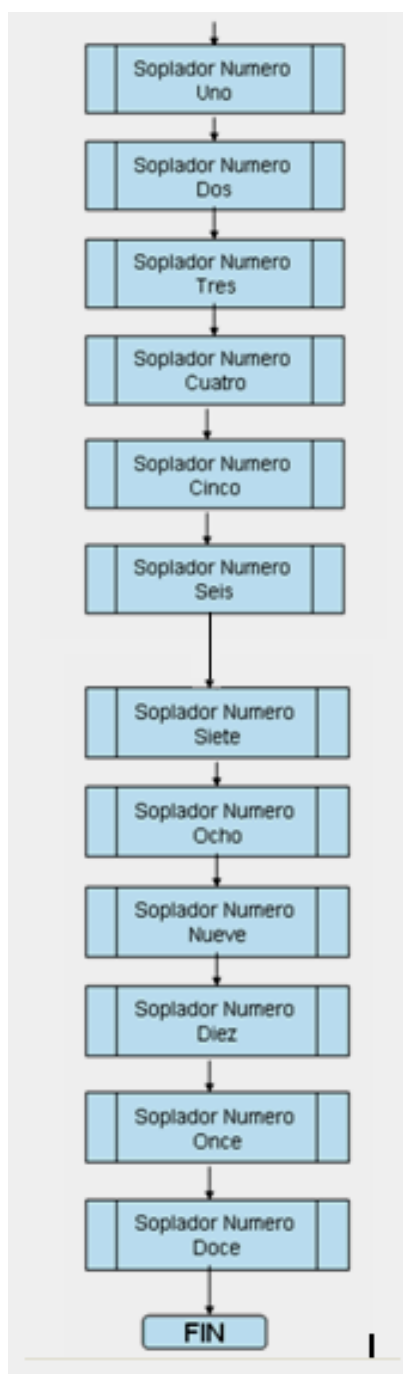 Soplador Numero
Uno
Soplador Numero
Dos
Soplador Numero
Tres
Soplador Numero
Cuatro
Soplador Numero
Cinco
Soplador Numero
Seis
Soplador Numero
Siete
Soplador Numero
Ocho
Soplador Numero
Nueve
Soplador Numero
Diez
Soplador Numero
Once
Soplador Numero
Doce
FIN